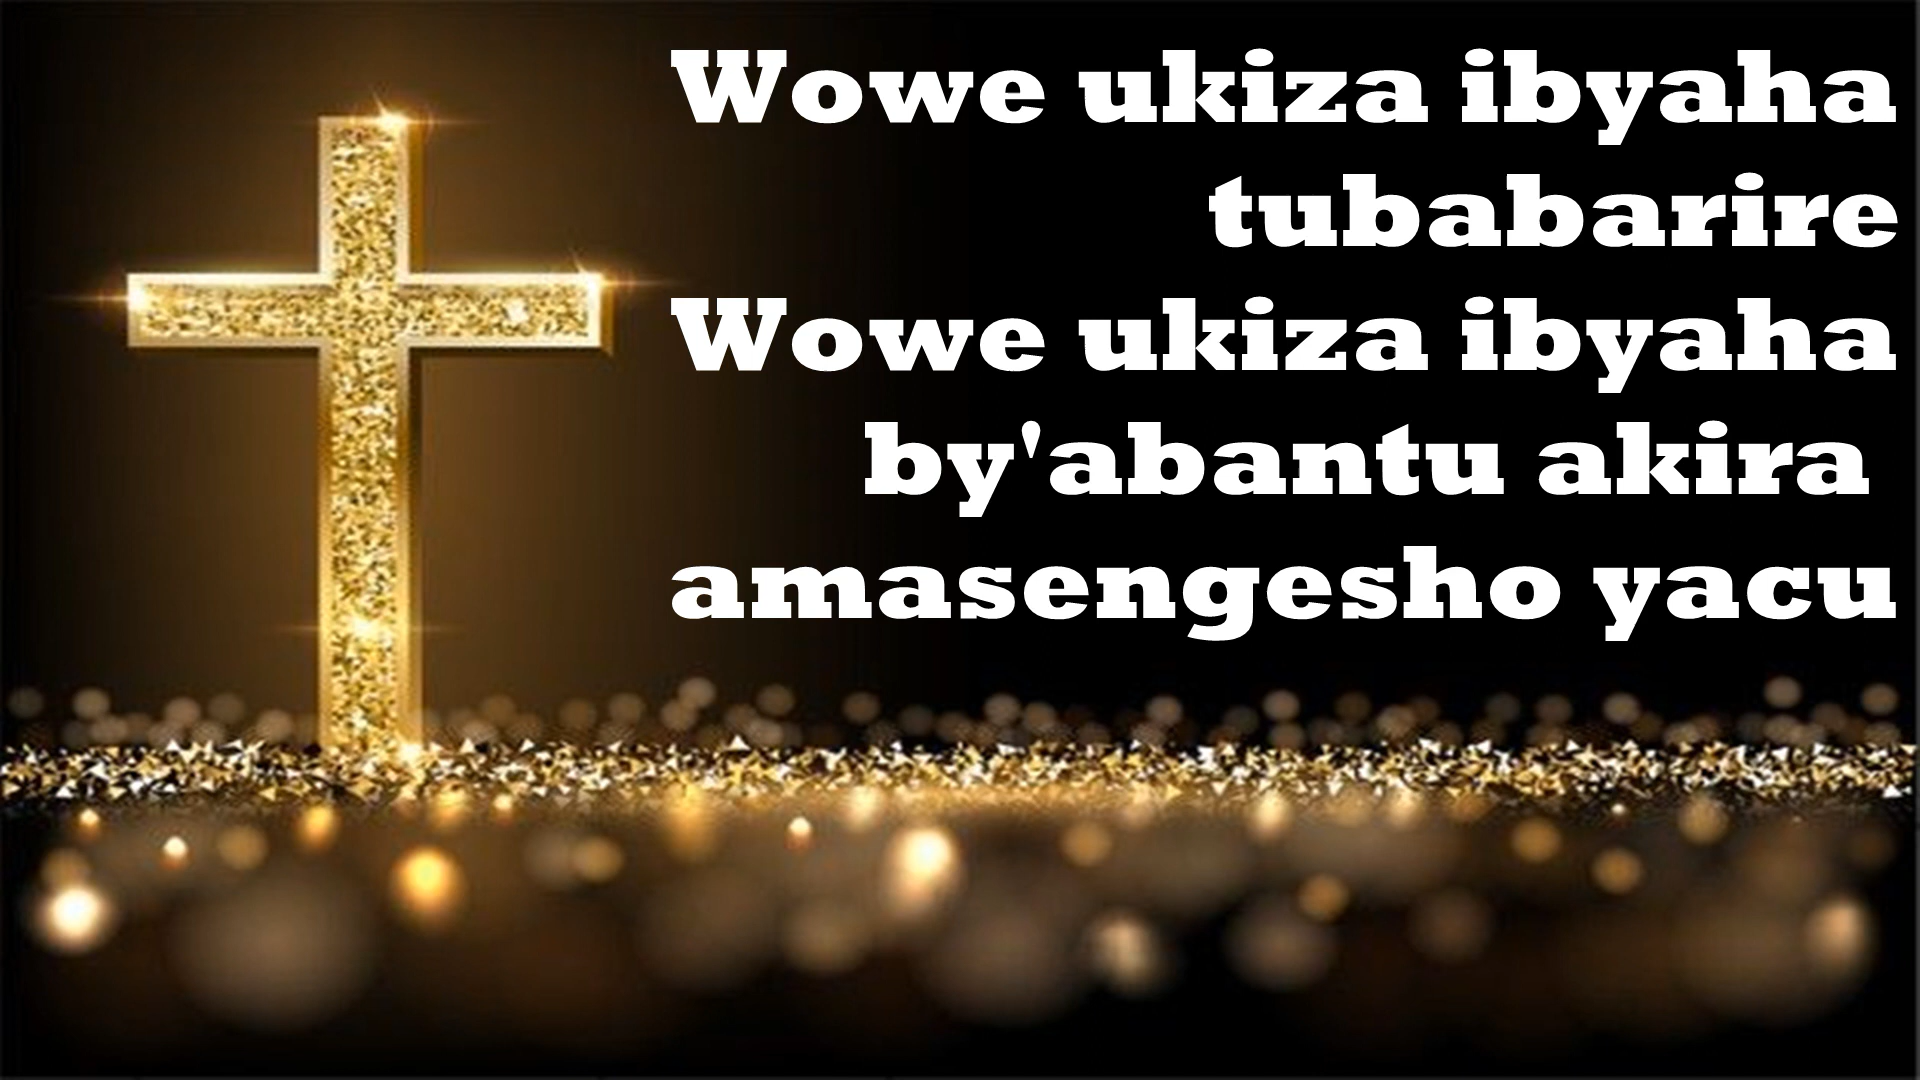 Wowe ukiza ibyaha
tubabarire
Wowe ukiza ibyaha
by'abantu akira
amasengesho yacu